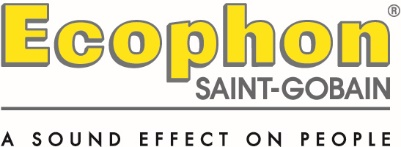 Ecophon®
SAINT-GOBAIN
A SOUND EFFECT ON PEOPLE